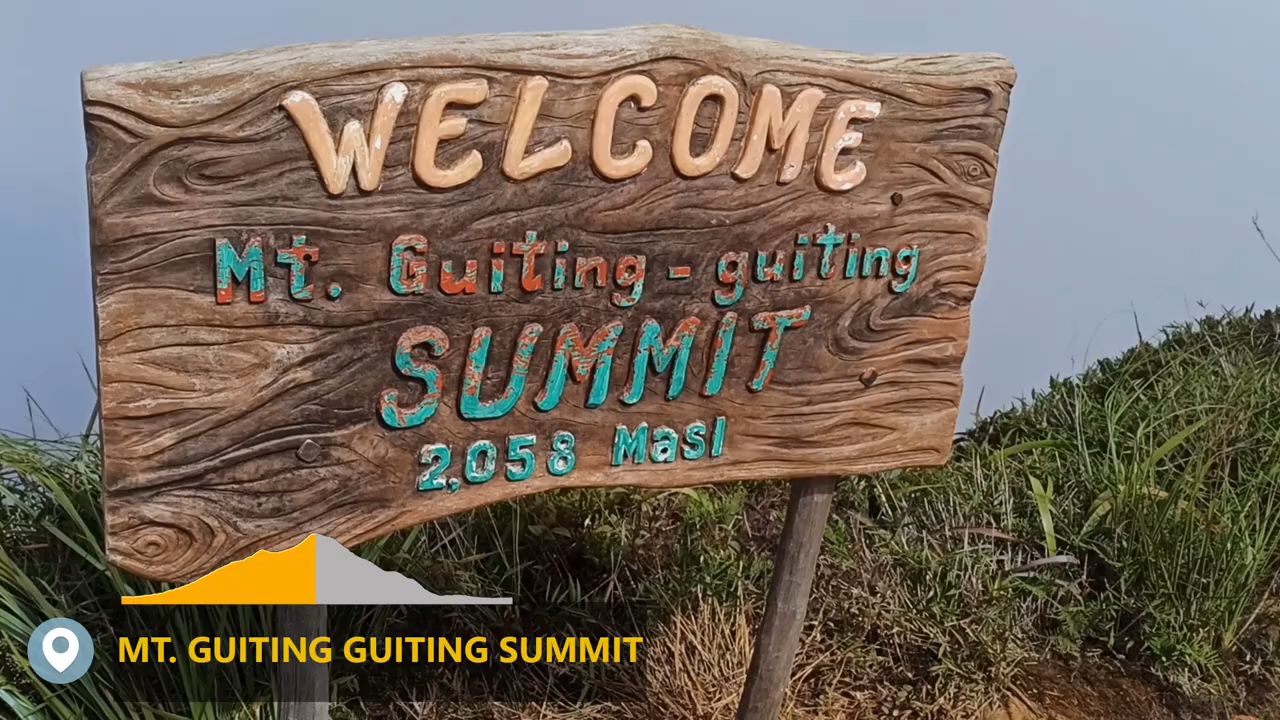 WELCOME
Mt. Guiting - guiting
SUMMIT
2,058 Masl
MT. GUITING GUITING SUMMIT